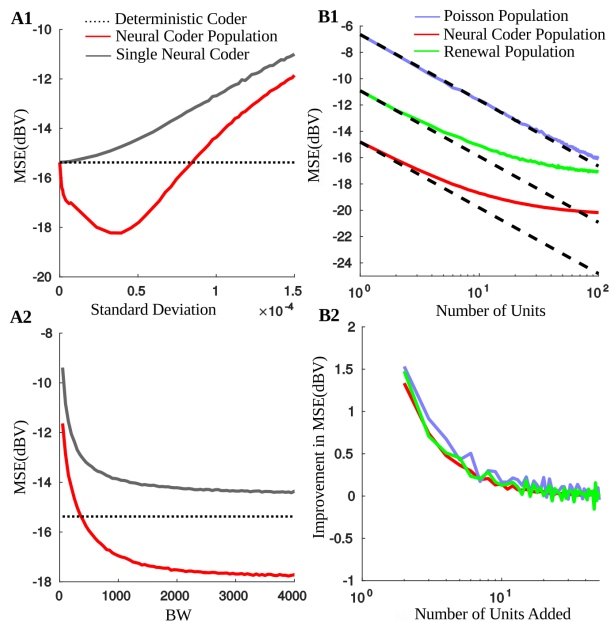 A1
Deterministic Coder
Neural Coder Population
Single Neural Coder
MSE(dBV)
-10
-12
-14
-16
-18
-20
0
0.5
1
1.5
Standard Deviation
×10⁻⁴
B1
Poisson Population
Neural Coder Population
Renewal Population
MSE(dBV)
-6
-8
-10
-12
-14
-16
-18
-20
-22
-24
10⁰
10¹
10²
Number of Units
A2
MSE(dBV)
-8
-10
-12
-14
-16
-18
0
1000
2000
3000
4000
BW
B2
Improvement in MSE(dBV)
2
1.5
1
0.5
0
-0.5
-1
10¹
Number of Units Added